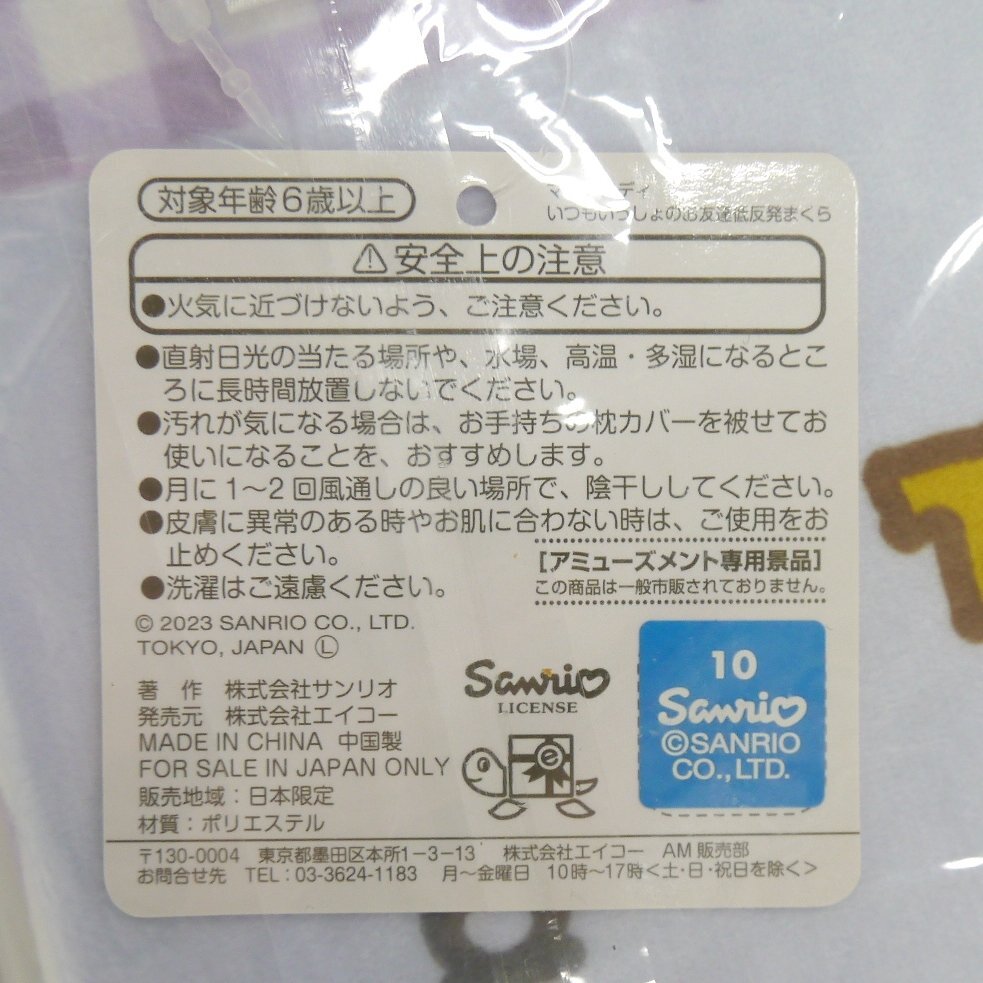 対象年齢6歳以上
いつもいっしょのお友達低反発まくら
⚠安全上の注意
●火気に近づけないよう、ご注意ください。
●直射日光の当たる場所や、水場、高温・多湿になるとこ
ろに長時間放置しないでください。
●汚れが気になる場合は、お手持ちの枕カバーを被せてお
使いになることを、おすすめします。
●月に1~2回風通しの良い場所で、陰干ししてください。
●皮膚に異常のある時やお肌に合わない時は、ご使用をお
止めください。
●洗濯はご遠慮ください。
[アミューズメント専用景品]
この商品は一般市販されておりません。
© 2023 SANRIO CO., LTD.
TOKYO, JAPAN Ⓛ
著 作 株式会社サンリオ
発売元 株式会社エイコー
MADE IN CHINA 中国製
FOR SALE IN JAPAN ONLY
販売地域:日本限定
材質:ポリエステル
Sanrio
LICENSE
e
10
Sanrio
©SANRIO
CO., LTD.
〒130-0004 東京都墨田区本所1-3-13 株式会社エイコー AM販売部
お問合せ先 TEL:03-3624-1183 月~金曜日 10時~17時<土・日・祝日を除く>